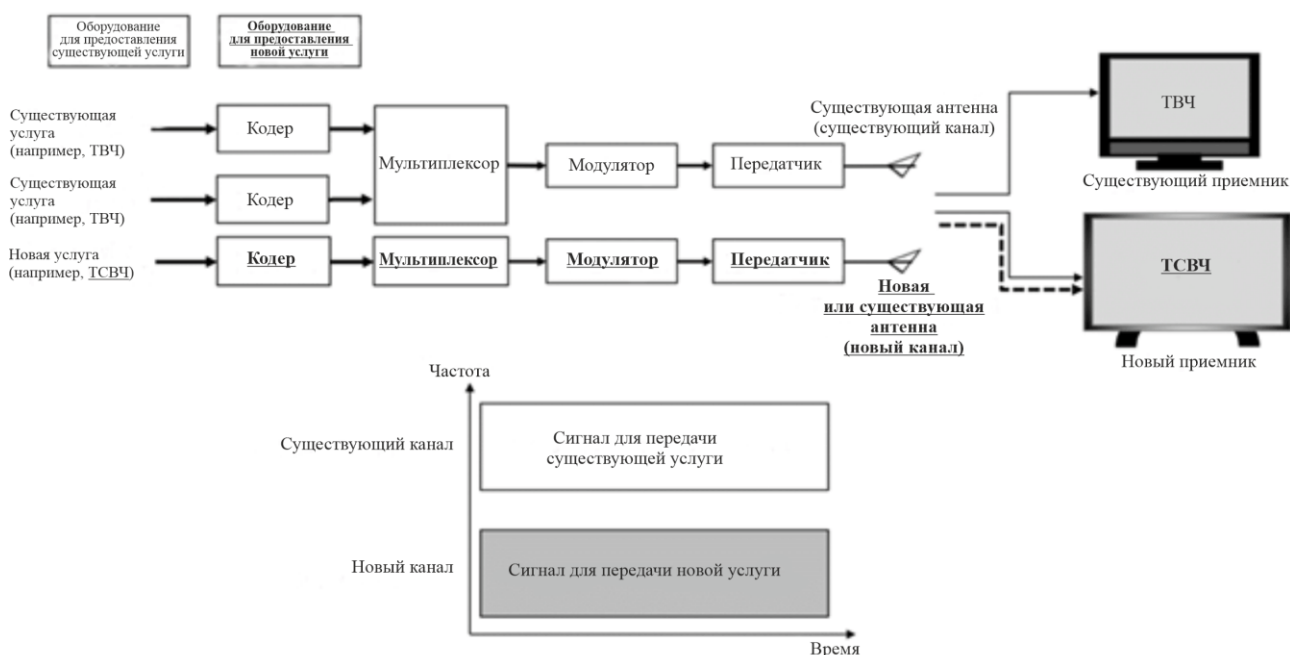 Оборудование
для предоставления
существующей услуги
Оборудование
для предоставления
новой услуги
Существующая
услуга
(например, ТВЧ)
Кодер
Мультиплексор
Модулятор
Передатчик
Существующая антенна
(существующий канал)
ТВЧ
Существующий приемник
Существующая
услуга
(например, ТВЧ)
Кодер
Новая услуга
(например, ТСВЧ)
Кодер
Мультиплексор
Модулятор
Передатчик
Новая
или существующая
антенна
(новый канал)
ТСВЧ
Новый приемник
Частота
Существующий канал
Сигнал для передачи
существующей услуги
Новый канал
Сигнал для передачи новой услуги
Время